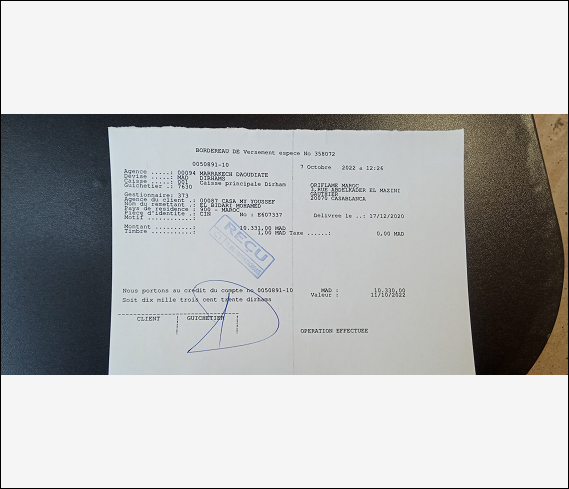 BORDEREAU DE Versement espece No 358072
0050891-10 7 Octobre 2022 a 12:26
Agence .....: 00094 MARRAKECH DAOUDIATE
Devise .....: MAD DIRHAMS
Caisse .....: D01 Caisse principale Dirham
Guichetier .: 7630
ORIFLAME MAROC
3,RUE ABDELKADER EL MAZINI
GAUTHIER
20070 CASABLANCA
Gestionnaire: 373
Agence du client .: 00087 CASA MY YOUSSEF
Nom du remettant .: EL BIDARI MOHAMED
Pays de residence : 900 - MAROC
Pièce d'identite .: CIN No : E607337 Delivree le ..: 17/12/2020
Motif ............:
Montant ..........: 10.331,00 MAD
Timbre ...........: 1,00 MAD Taxe .....: 0,00 MAD
RECU
Nous portons au credit du compte no 0050891-10 MAD : 10.330,00
Valeur : 11/10/2022
Soit dix mille trois cent trente dirhams
CLIENT GUICHETIER
OPERATION EFFECTUEE